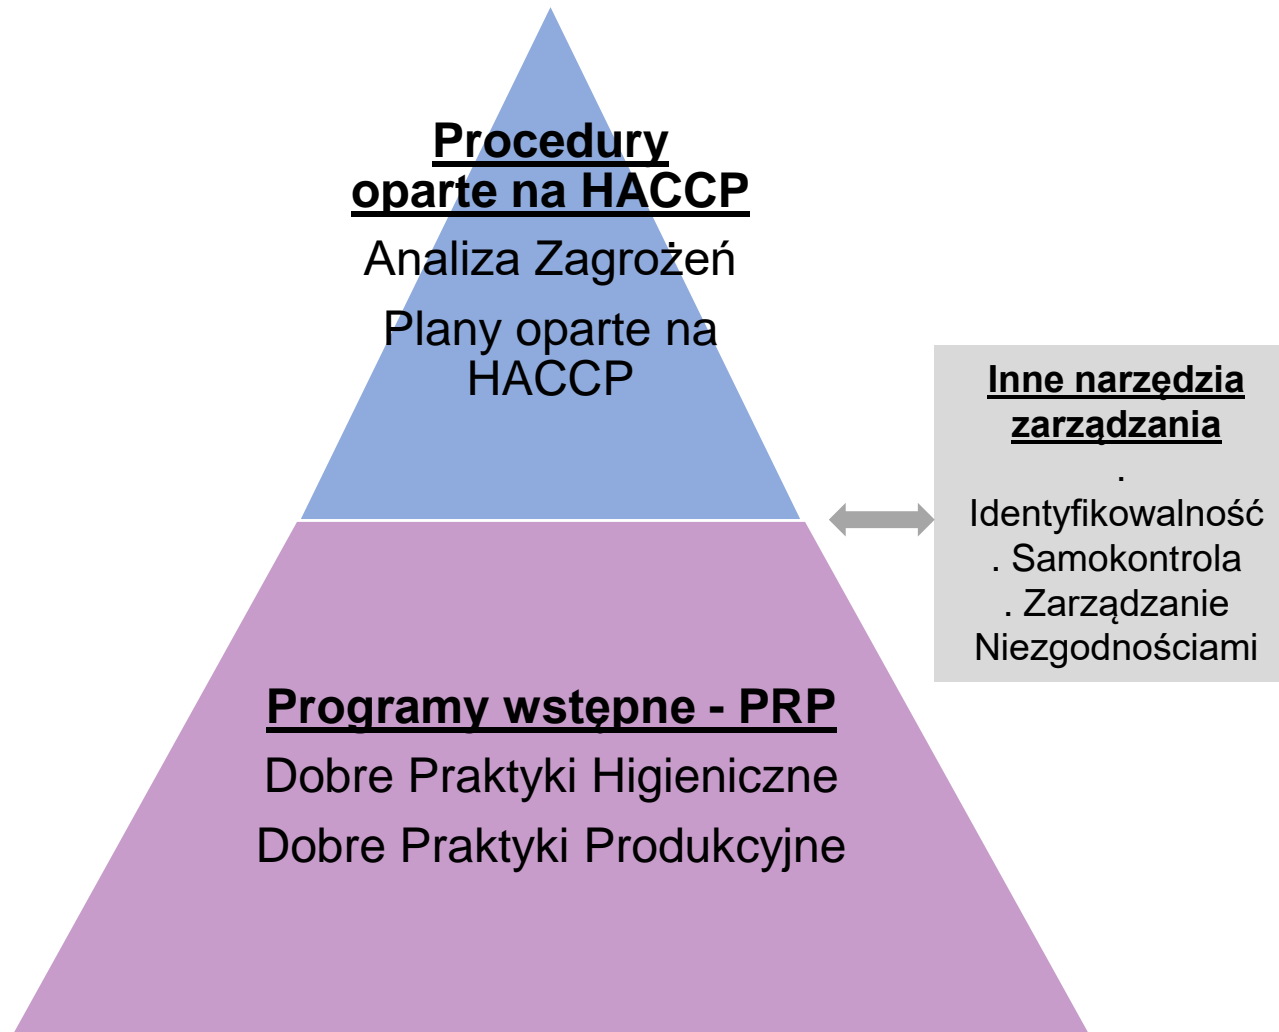 Procedury
oparte na HACCP
Analiza Zagrożeń
Plany oparte na
HACCP
Inne narzędzia
zarządzania
.
Identyfikowalność
. Samokontrola
. Zarządzanie
Niezgodnościami
Programy wstępne - PRP
Dobre Praktyki Higieniczne
Dobre Praktyki Produkcyjne